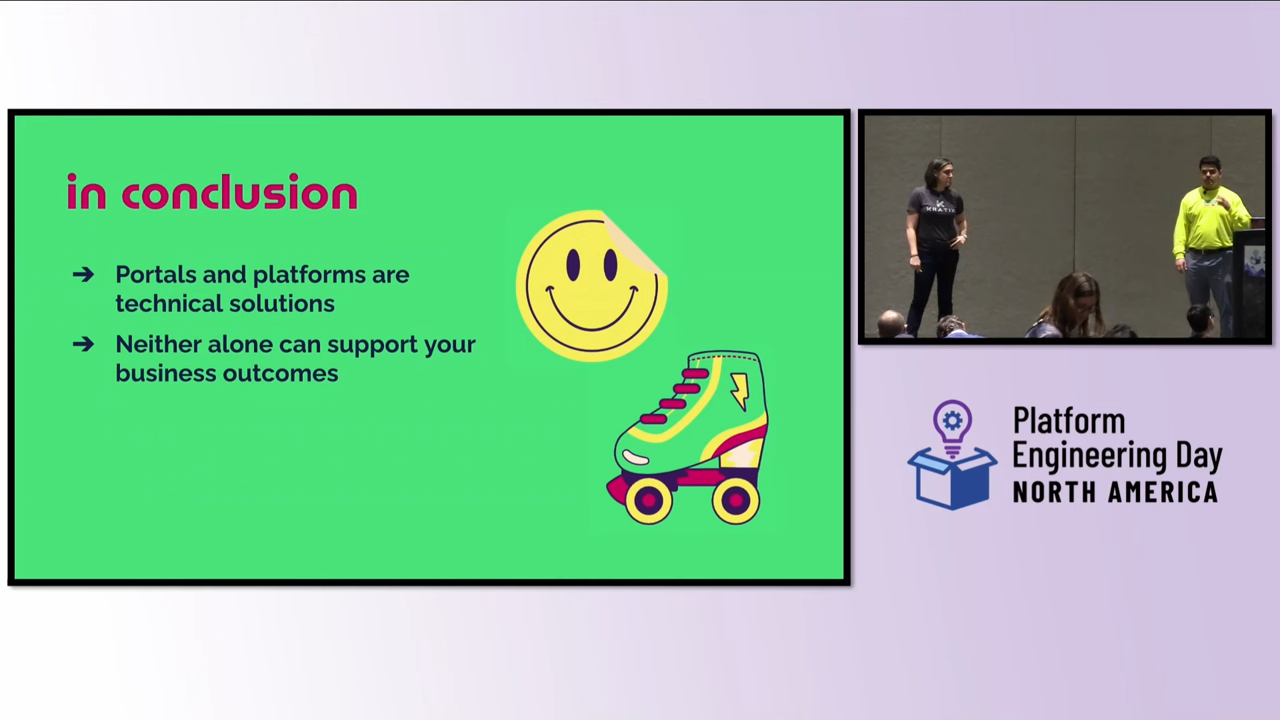 in conclusion
➔ Portals and platforms are
technical solutions
➔ Neither alone can support your
business outcomes
KRATIX
Platform
Engineering Day
NORTH AMERICA